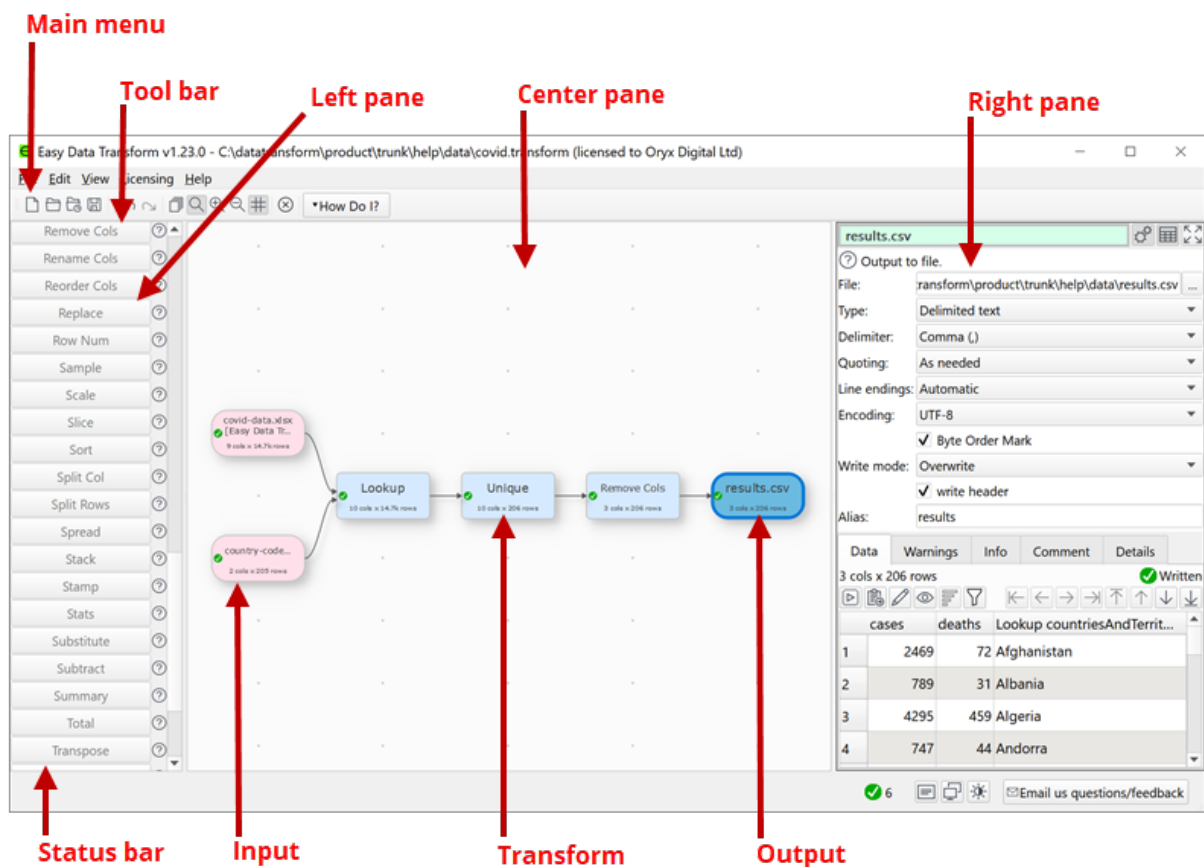 Main menu
Tool bar
Left pane
Center pane
Right pane
Easy Data Transform v1.23.0 - C:\datatransform\product\trunk\help\data\covid.transform (licensed to Oryx Digital Ltd)
Edit View Licensing Help
How Do I?
Remove Cols
Rename Cols
Reorder Cols
Replace
Row Num
Sample
Scale
Slice
Sort
Split Col
Split Rows
Spread
Stack
Stamp
Stats
Substitute
Subtract
Summary
Total
Transpose
covid-data.xlsx
[Easy Data Tr...
9 cols x 14.7k rows
country-code...
2 cols x 205 rows
Lookup
10 cols x 14.7k rows
Unique
10 cols x 206 rows
Remove Cols
3 cols x 206 rows
results.csv
3 cols x 206 rows
results.csv
Output to file.
File: :ransform\product\trunk\help\data\results.csv ...
Type: Delimited text
Delimiter: Comma (,)
Quoting: As needed
Line endings: Automatic
Encoding: UTF-8
Byte Order Mark
Write mode: Overwrite
write header
Alias: results
Data Warnings Info Comment Details
3 cols x 206 rows Written
cases deaths Lookup countriesAndTerrit...
1 2469 72 Afghanistan
2 789 31 Albania
3 4295 459 Algeria
4 747 44 Andorra
6 Email us questions/feedback
Status bar
Input
Transform
Output